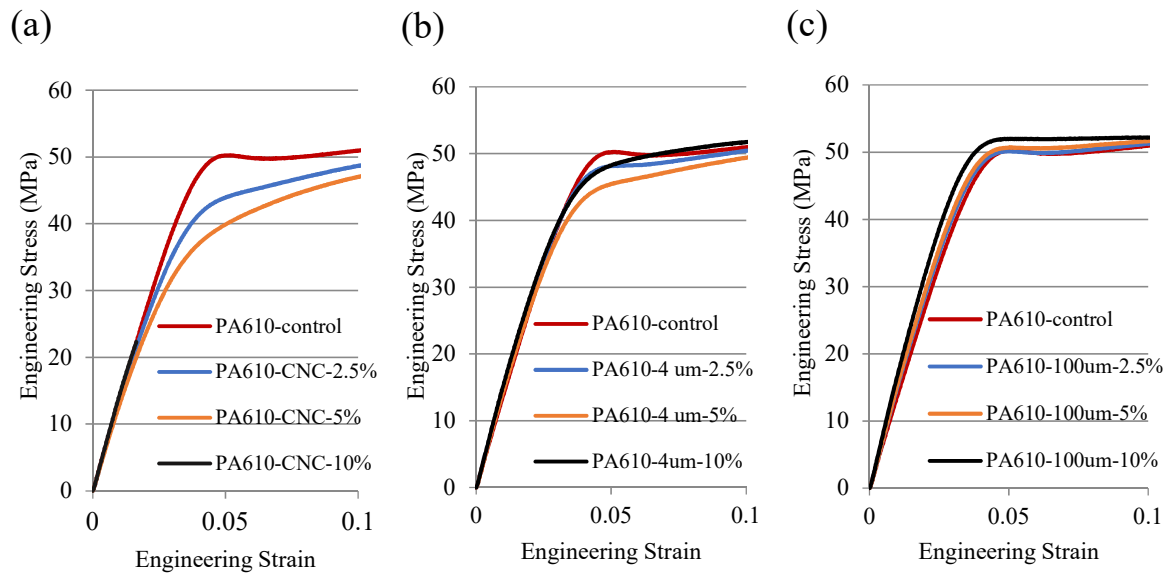 (a)
60
50
40
30
20
10
0
0
0.05
0.1
Engineering Stress (MPa)
Engineering Strain
PA610-control
PA610-CNC-2.5%
PA610-CNC-5%
PA610-CNC-10%
(b)
60
50
40
30
20
10
0
0
0.05
0.1
Engineering Stress (MPa)
Engineering Strain
PA610-control
PA610-4 um-2.5%
PA610-4 um-5%
PA610-4um-10%
(c)
60
50
40
30
20
10
0
0
0.05
0.1
Engineering Stress (MPa)
Engineering Strain
PA610-control
PA610-100um-2.5%
PA610-100um-5%
PA610-100um-10%